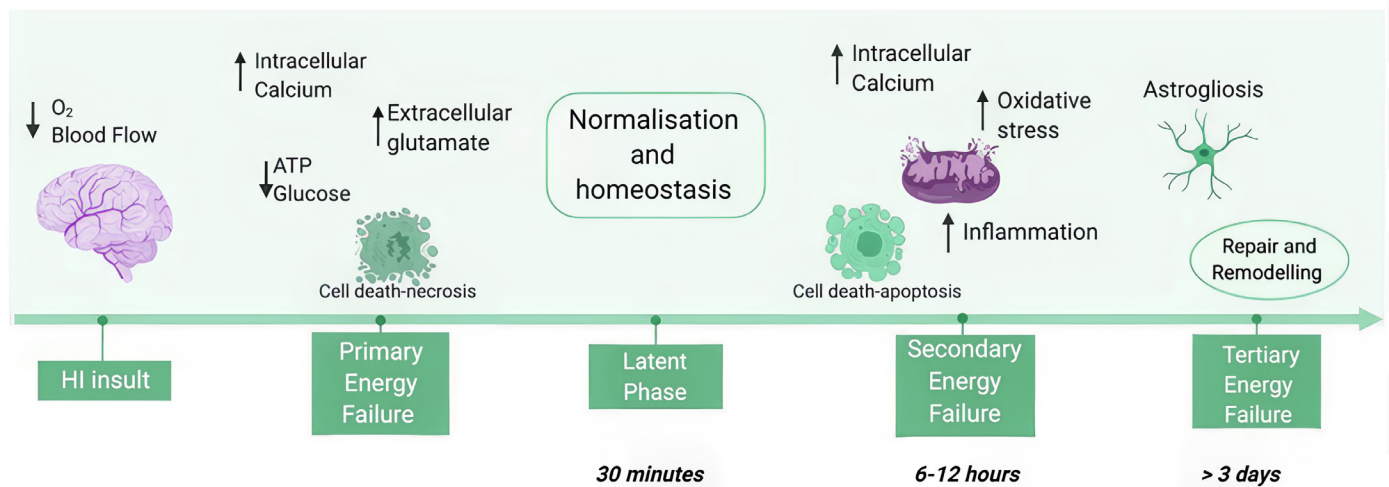 O₂
Blood Flow
Intracellular
Calcium
Extracellular
glutamate
ATP
Glucose
Cell death-necrosis
Normalisation
and
homeostasis
Intracellular
Calcium
Oxidative
stress
Inflammation
Cell death-apoptosis
Astrogliosis
Repair and
Remodelling
HI insult
Primary
Energy
Failure
Latent
Phase
Secondary
Energy
Failure
Tertiary
Energy
Failure
30 minutes
6-12 hours
> 3 days